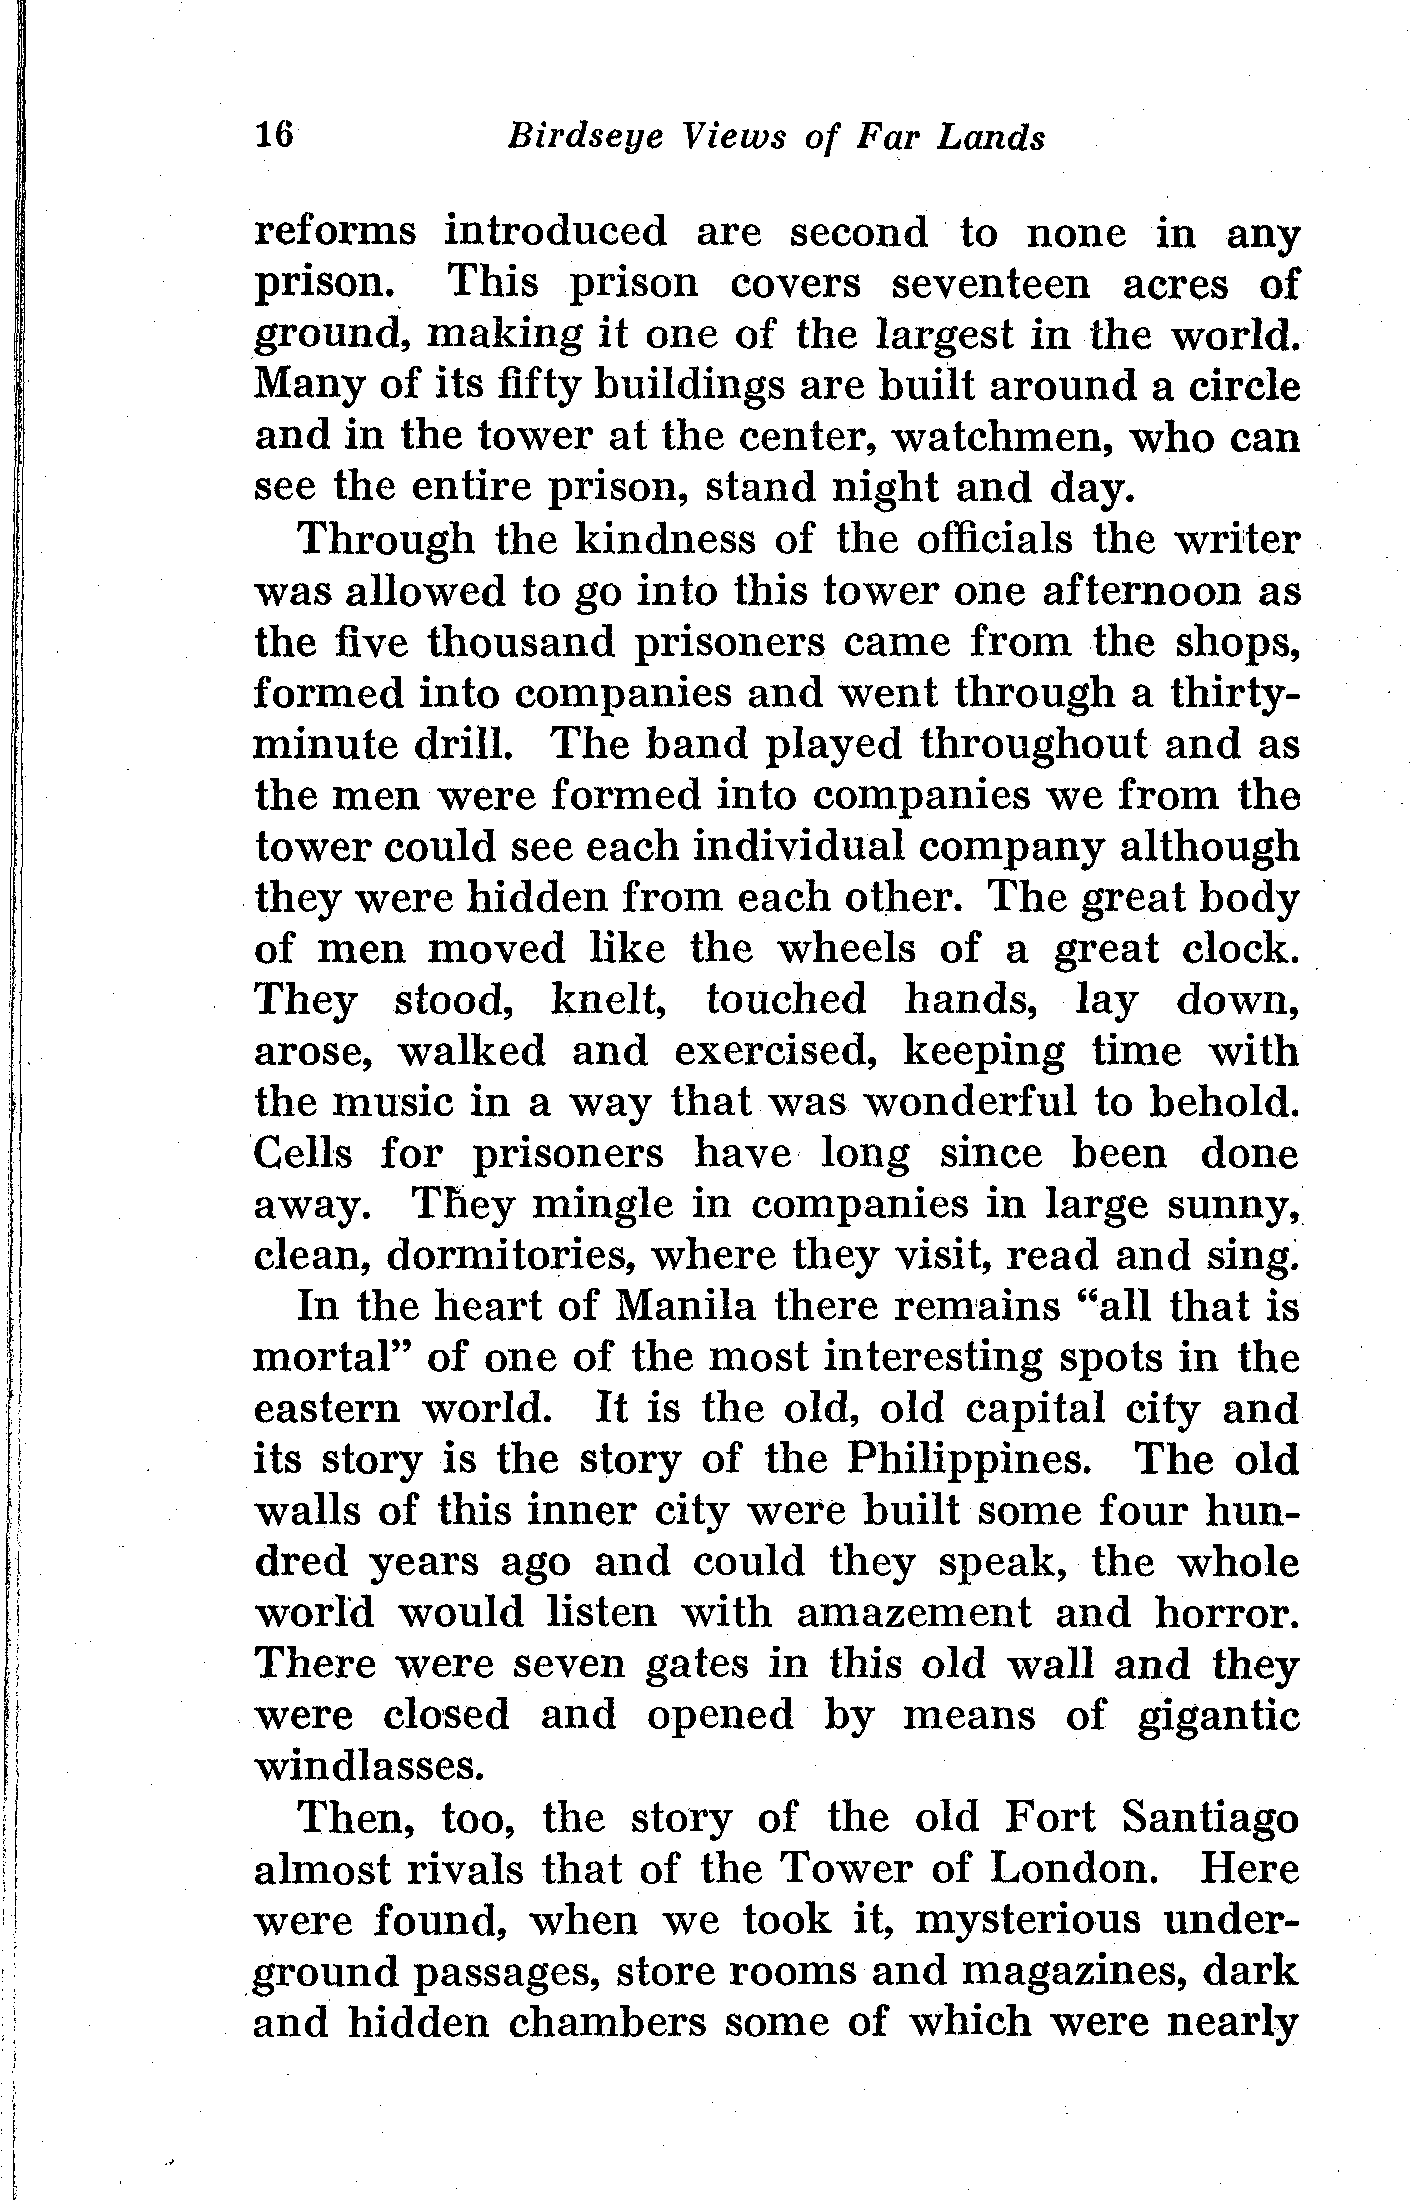 16 Birdseye Views of Far Lands
reforms introduced are second to none in any
prison. This prison covers seventeen acres of
ground, making it one of the largest in the world.
Many of its fifty buildings are built around a circle
and in the tower at the center, watchmen, who can
see the entire prison, stand night and day.
Through the kindness of the officials the writer
was allowed to go into this tower one afternoon as
the five thousand prisoners came from the shops,
formed into companies and went through a thirty-
minute drill. The band played throughout and as
the men were formed into companies we from the
tower could see each individual company although
they were hidden from each other. The great body
of men moved like the wheels of a great clock.
They stood, knelt, touched hands, lay down,
arose, walked and exercised, keeping time with
the music in a way that was wonderful to behold.
Cells for prisoners have long since been done
away. They mingle in companies in large sunny,
clean, dormitories, where they visit, read and sing.
In the heart of Manila there remains “all that is
mortal” of one of the most interesting spots in the
eastern world. It is the old, old capital city and
its story is the story of the Philippines. The old
walls of this inner city were built some four hun-
dred years ago and could they speak, the whole
world would listen with amazement and horror.
There were seven gates in this old wall and they
were closed and opened by means of gigantic
windlasses.
Then, too, the story of the old Fort Santiago
almost rivals that of the Tower of London. Here
were found, when we took it, mysterious under-
ground passages, store rooms and magazines, dark
and hidden chambers some of which were nearly